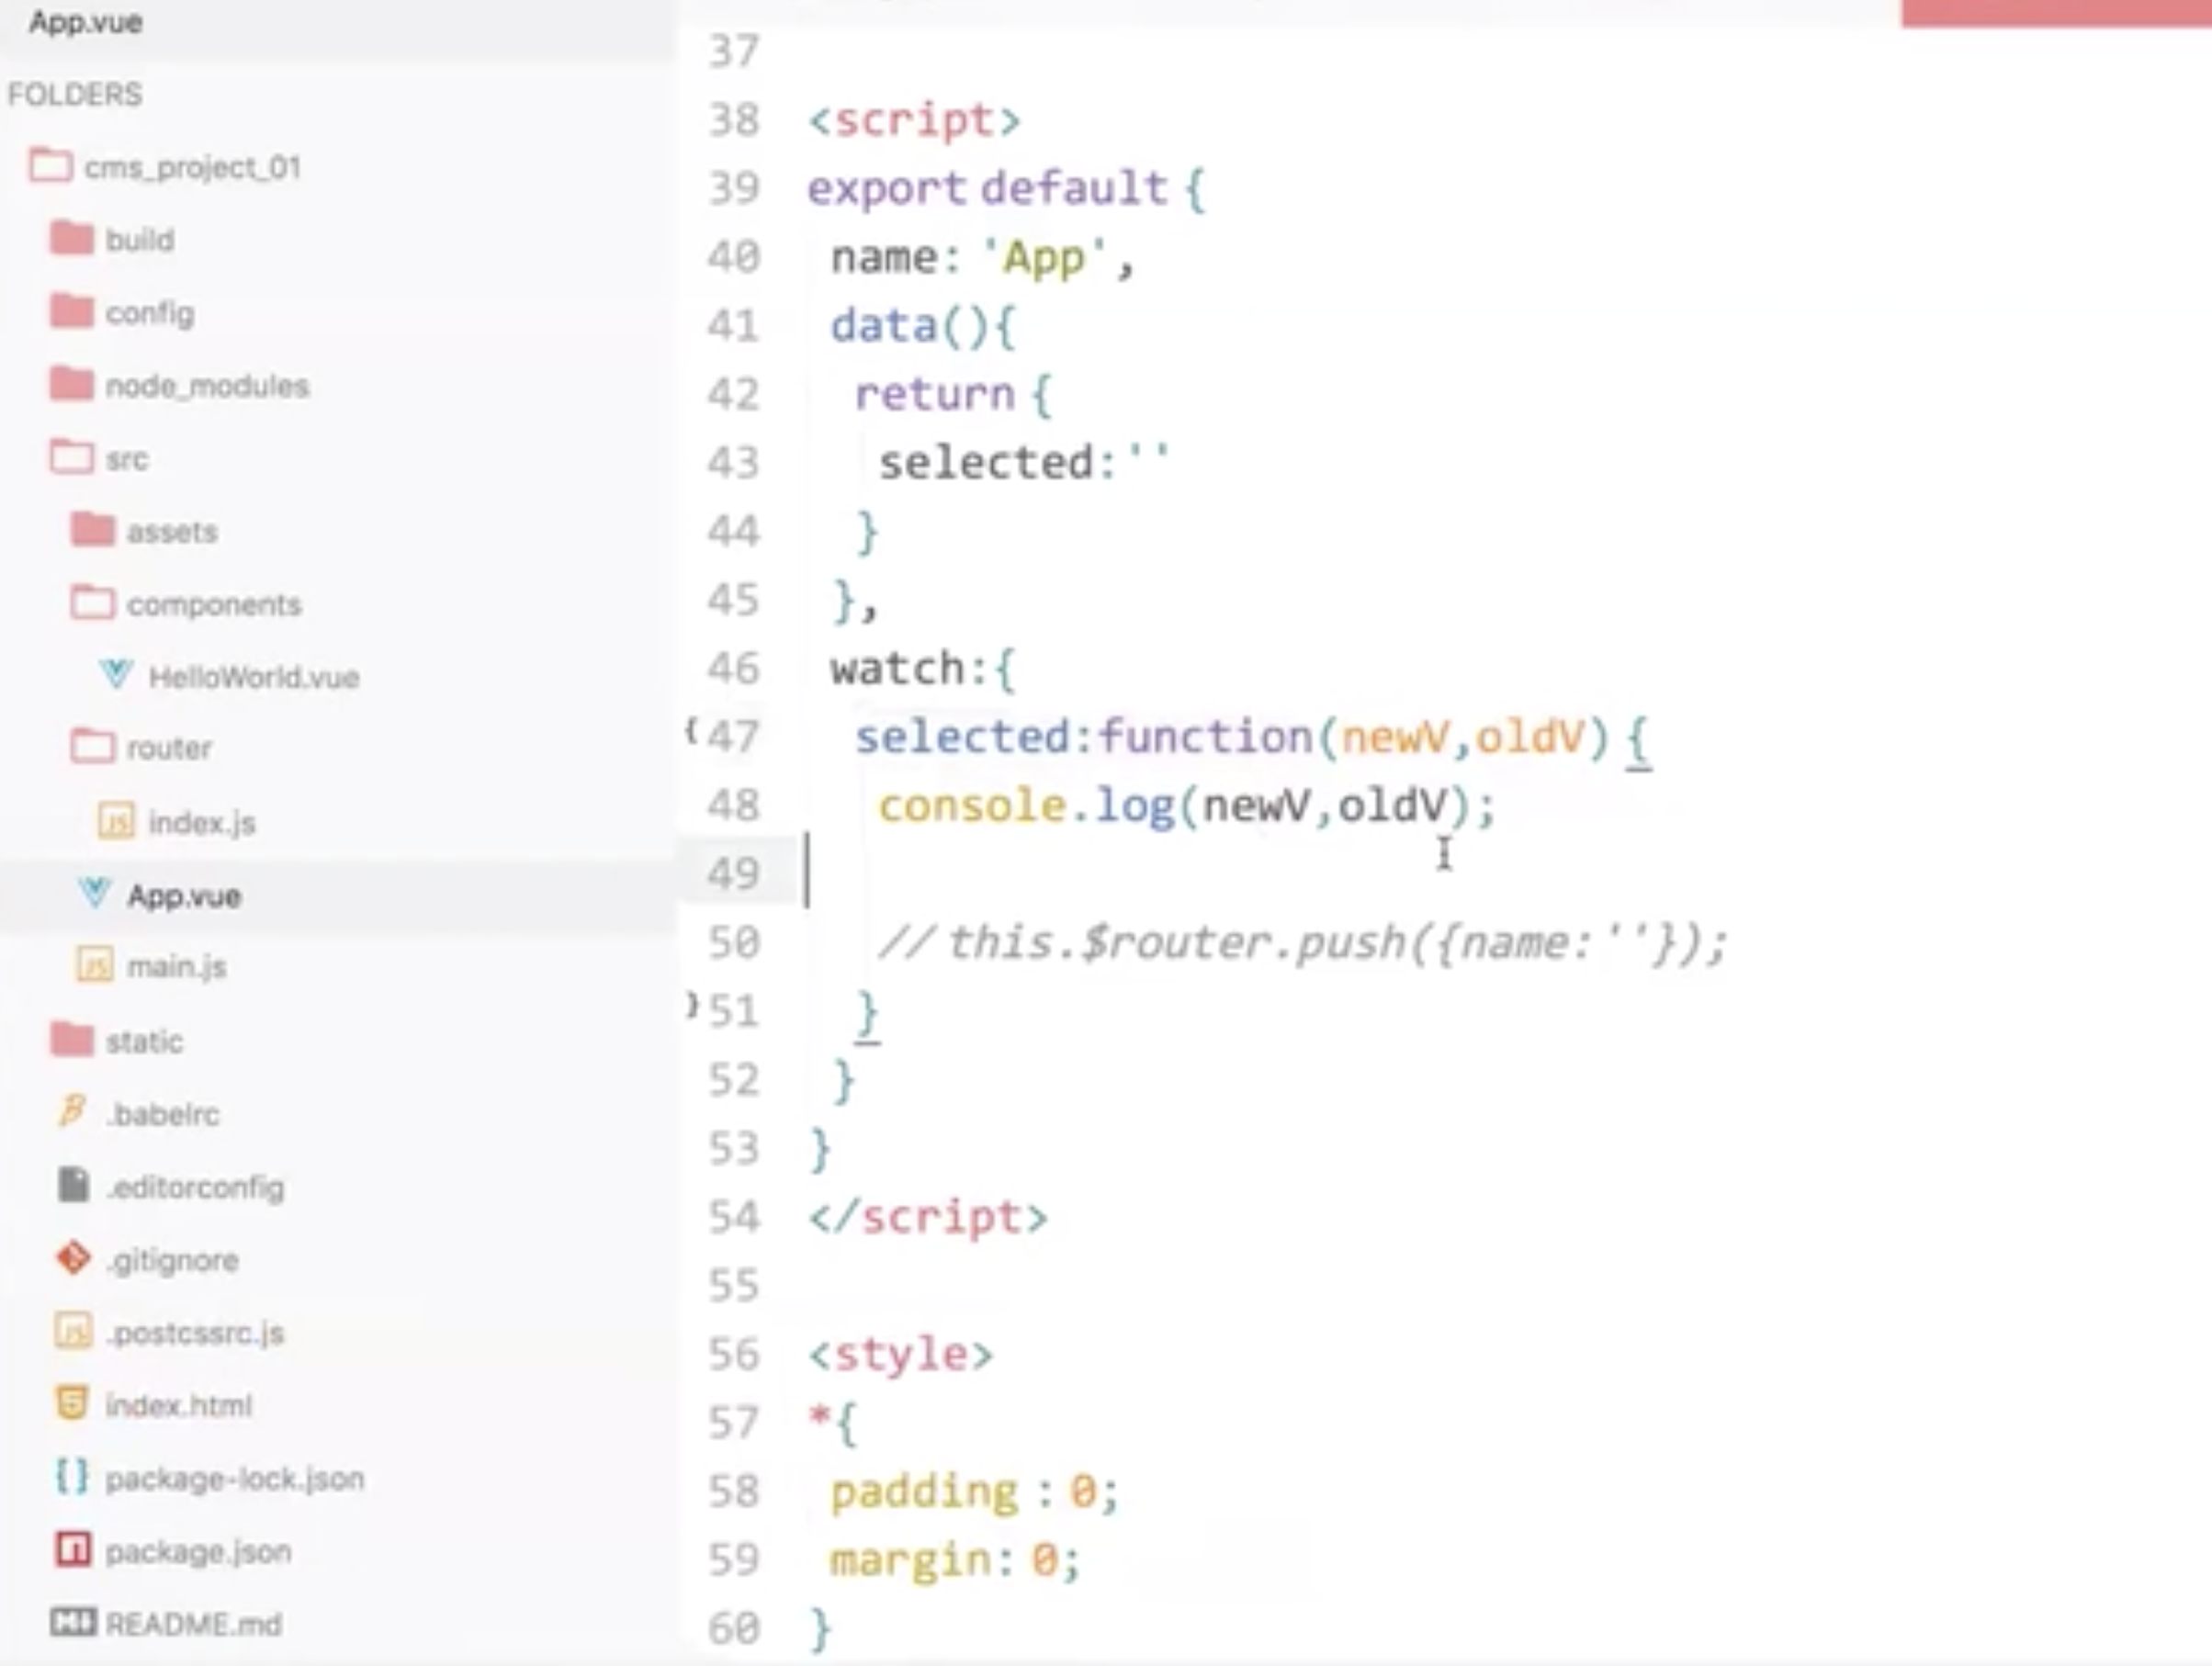 App.vue
FOLDERS
cms_project_01
build
config
node_modules
src
assets
components
HelloWorld.vue
router
index.js
App.vue
main.js
static
.babelrc
.editorconfig
.gitignore
.postcssrc.js
index.html
package-lock.json
package.json
README.md
37
38 <script>
39 export default {
40 name: 'App',
41 data(){
42 return {
43 selected:''
44 }
45 },
46 watch:{
47 selected:function(newV,oldV){
48 console.log(newV,oldV);
49
50 // this.$router.push({name:''});
51 }
52 }
53 }
54 </script>
55
56 <style>
57 *{
58 padding : 0;
59 margin: 0;
60 }